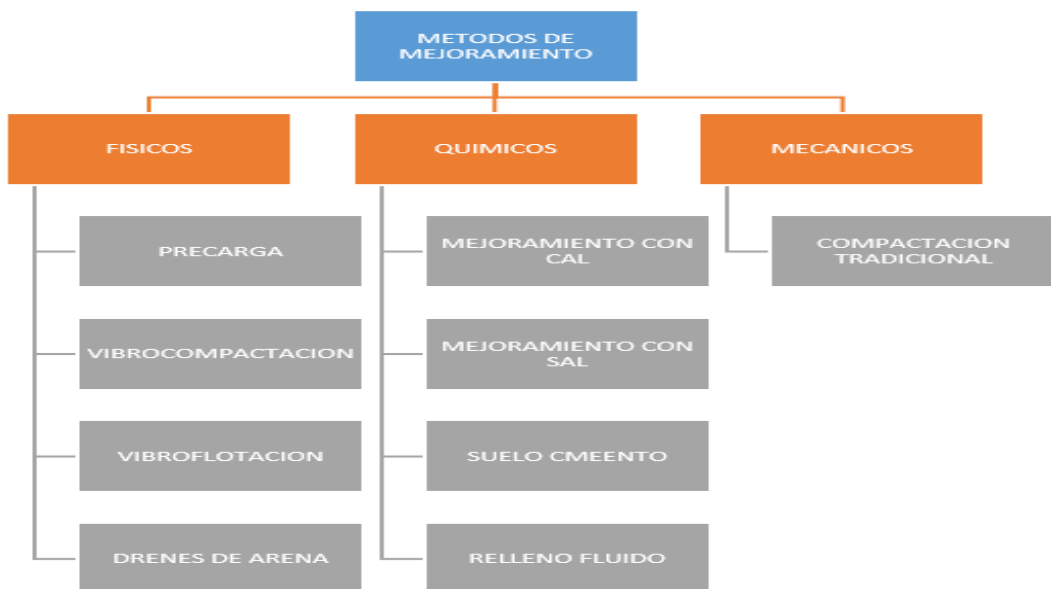 METODOS DE
MEJORAMIENTO
FISICOS
QUIMICOS
MECANICOS
PRECARGA
VIBROCOMPACTACION
VIBROFLOTACION
DRENES DE ARENA
MEJORAMIENTO CON
CAL
MEJORAMIENTO CON
SAL
SUELO CMEENTO
RELLENO FLUIDO
COMPACTACION
TRADICIONAL